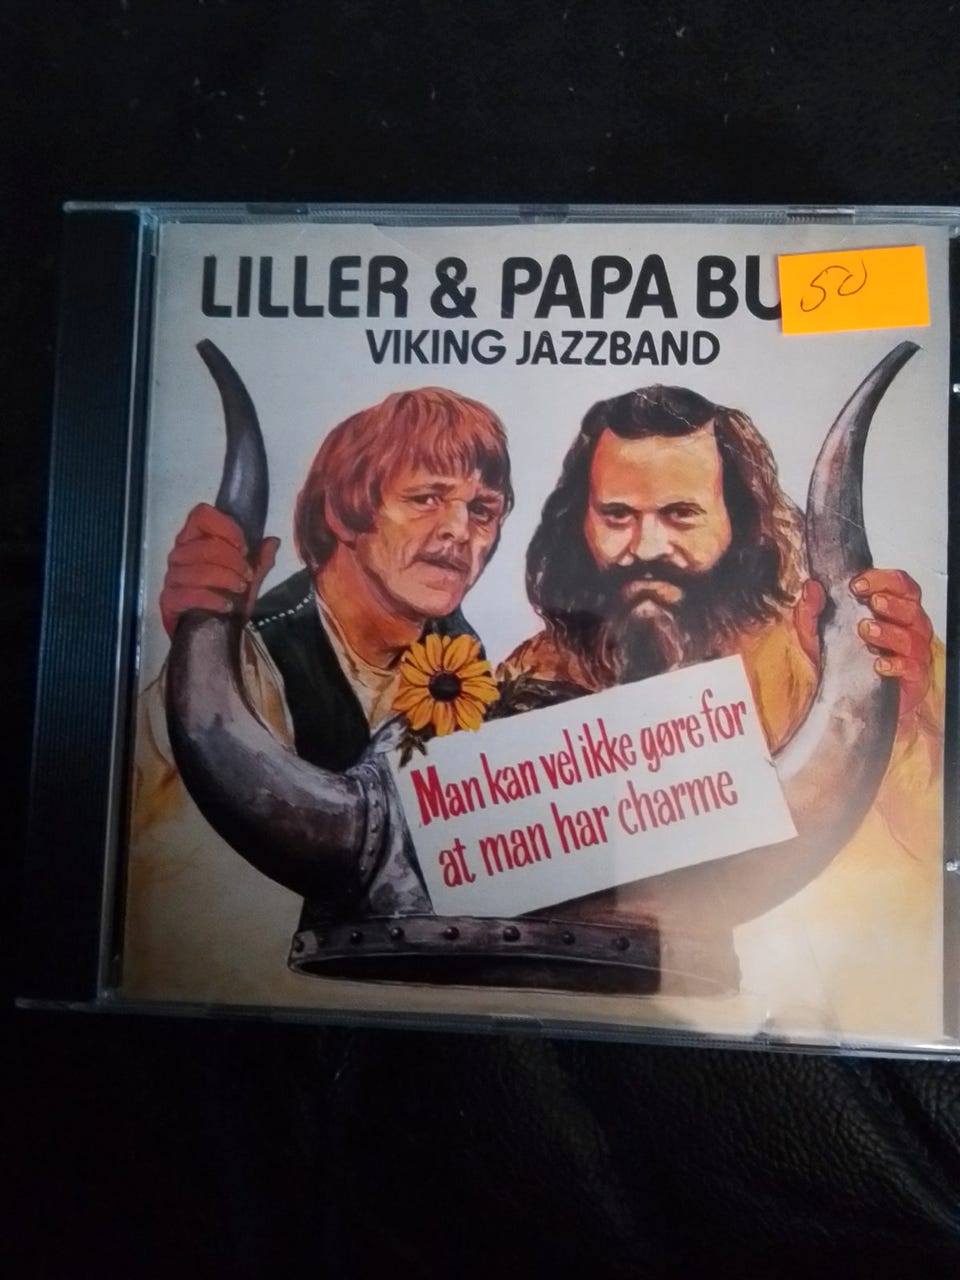 LILLER & PAPA BU
50
VIKING JAZZBAND
Man kan vel ikke gøre for
at man har charme